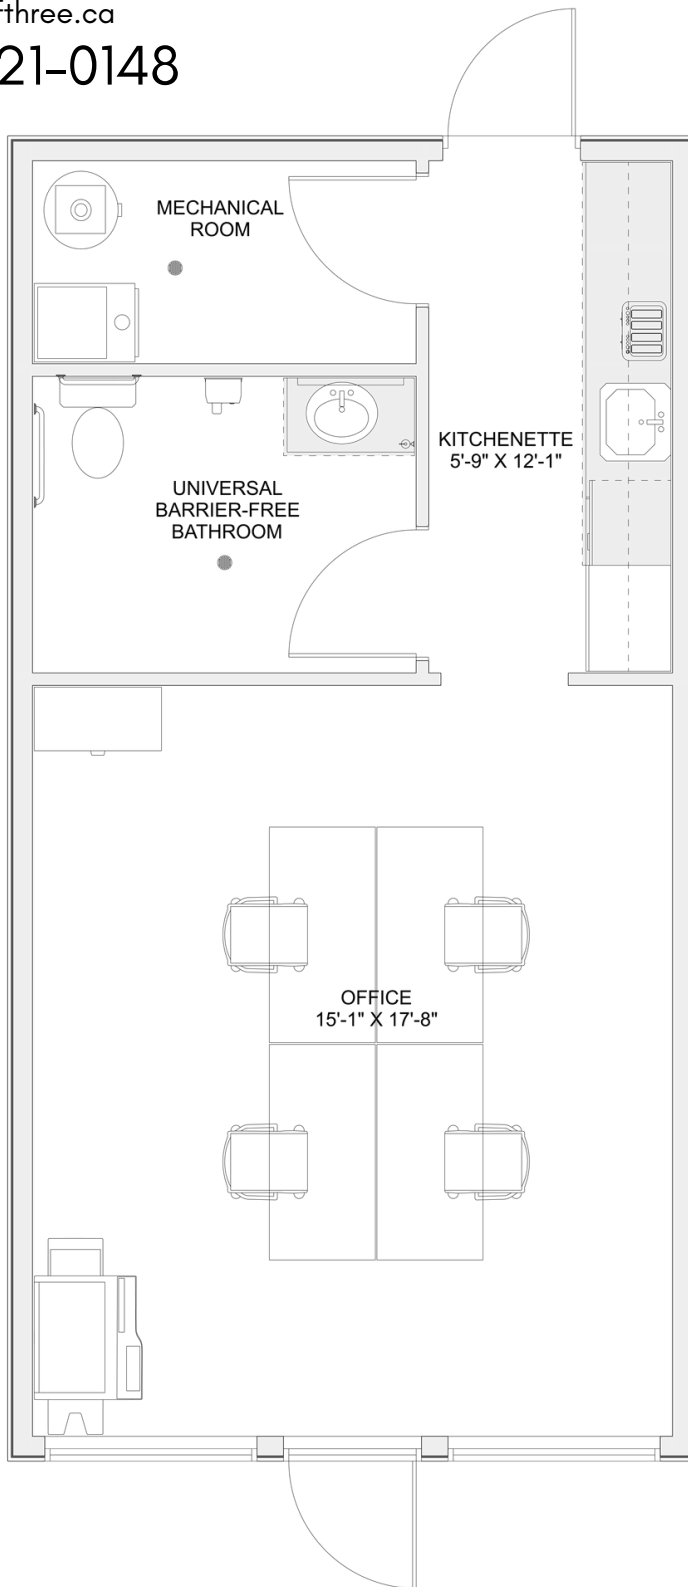 fthree.ca
21-0148
MECHANICAL
ROOM
KITCHENETTE
5'-9" X 12'-1"
UNIVERSAL
BARRIER-FREE
BATHROOM
OFFICE
15'-1" X 17'-8"